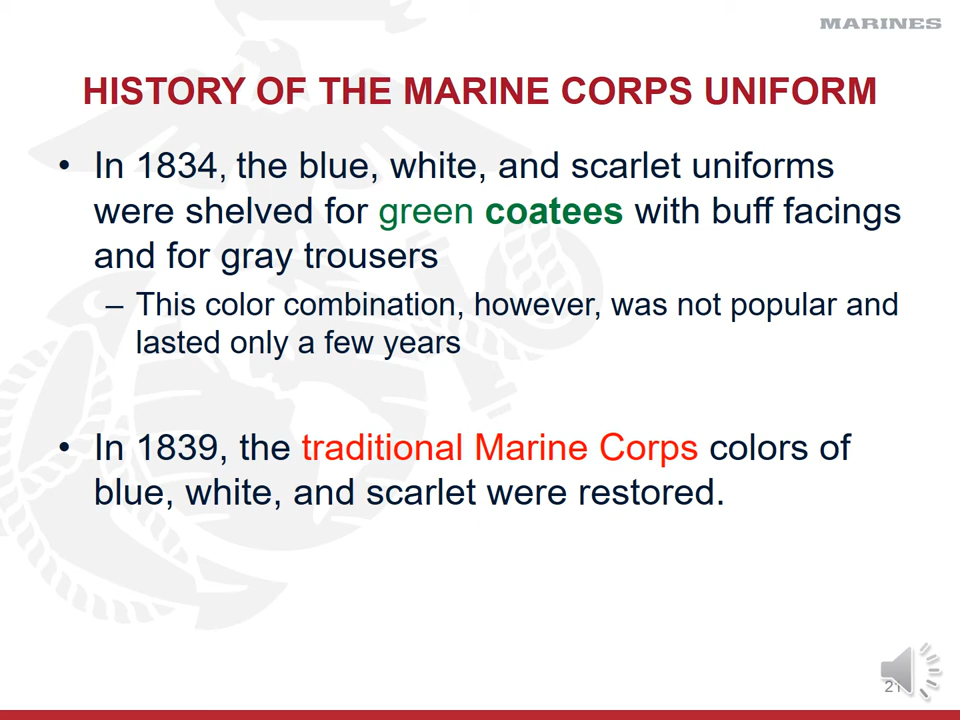 MARINES
HISTORY OF THE MARINE CORPS UNIFORM
• In 1834, the blue, white, and scarlet uniforms
were shelved for green coatees with buff facings
and for gray trousers
– This color combination, however, was not popular and
lasted only a few years
• In 1839, the traditional Marine Corps colors of
blue, white, and scarlet were restored.
21